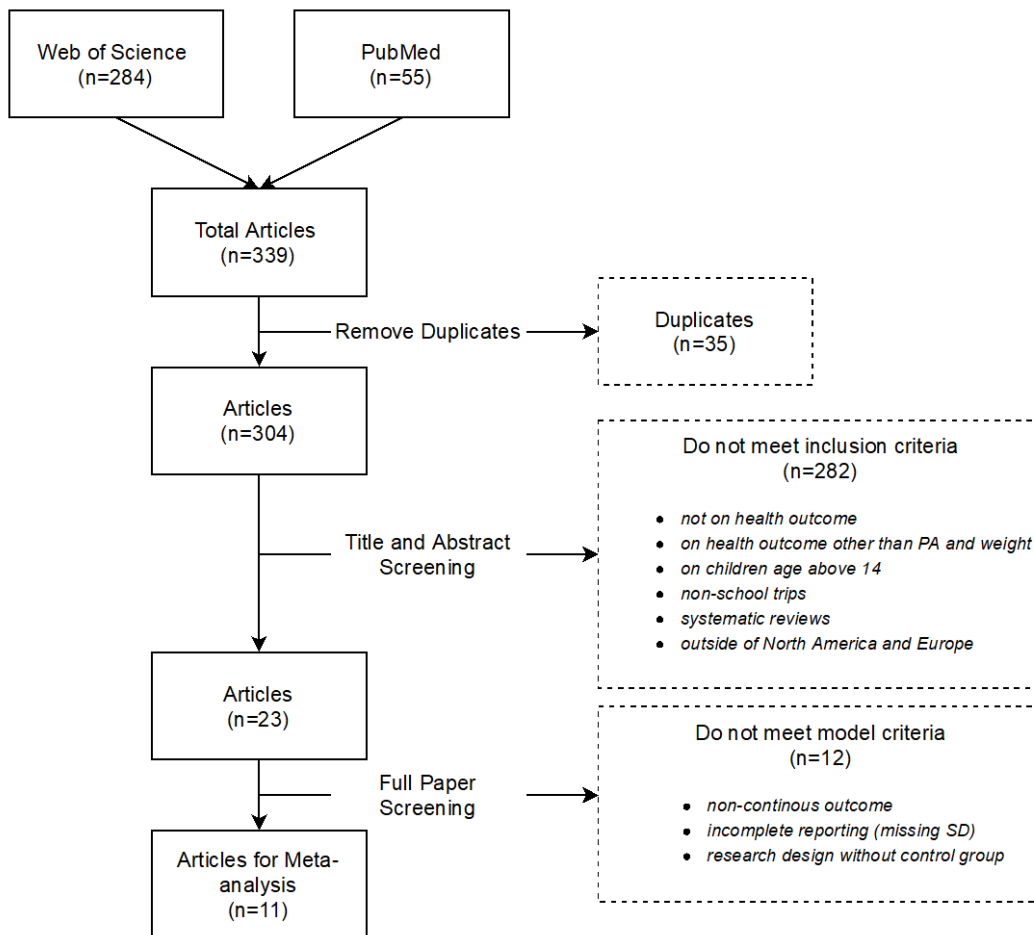 Web of Science
(n=284)
PubMed
(n=55)
Total Articles
(n=339)
Remove Duplicates
Duplicates
(n=35)
Articles
(n=304)
Title and Abstract
Screening
Do not meet inclusion criteria
(n=282)
not on health outcome
on health outcome other than PA and weight
on children age above 14
non-school trips
systematic reviews
outside of North America and Europe
Articles
(n=23)
Full Paper
Screening
Do not meet model criteria
(n=12)
non-continous outcome
incomplete reporting (missing SD)
research design without control group
Articles for Meta-
analysis
(n=11)